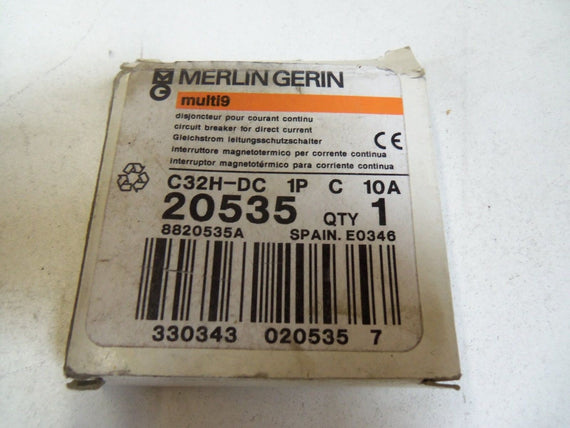 MG MERLIN GERIN
multi9
disjoncteur pour courant continu
circuit breaker for direct current
Gleichstrom leitungsschutzschalter
interruttore magnetotermico per corrente continua
interruptor magnetotérmico para corriente continua
CE
C32H-DC 1P C 10A
20535 QTY 1
8820535A SPAIN. E0346
330343 020535 7